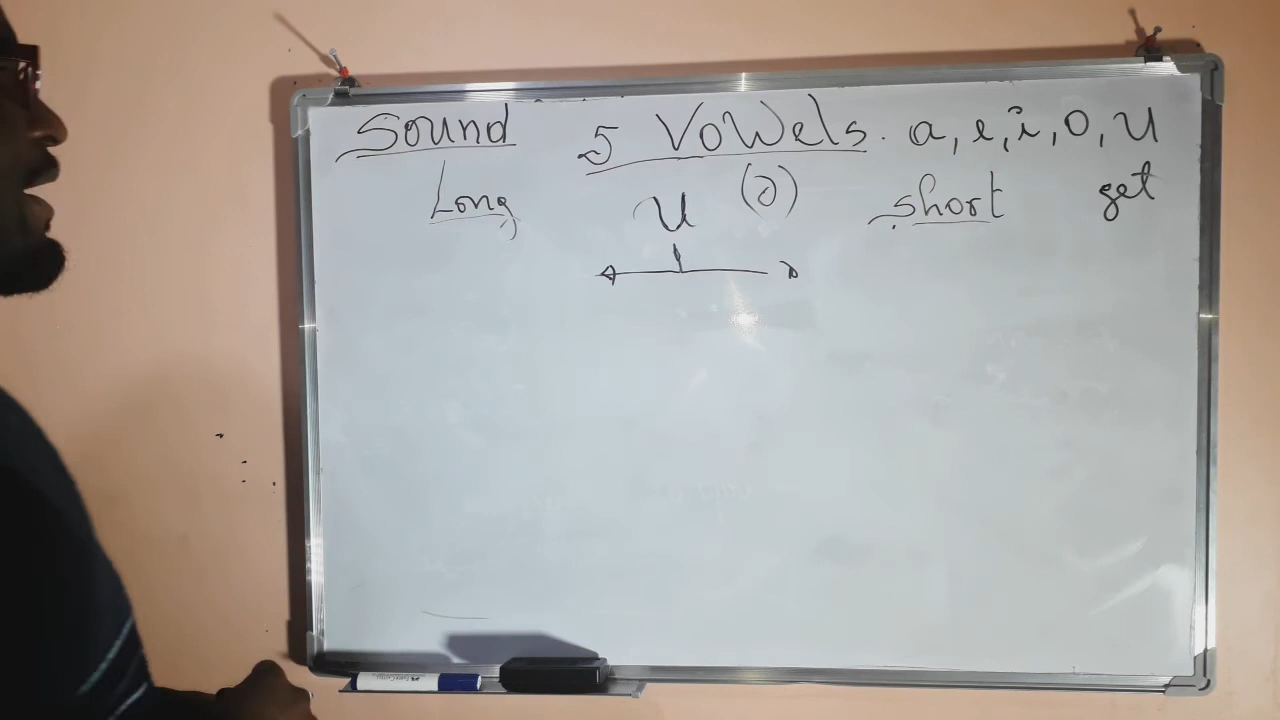 Sound 5 Vowels. a, e, i, o, u
Long U (o) short get